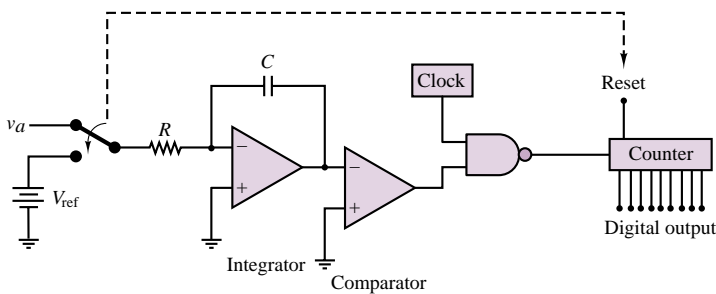 C
Clock
Reset
va
R
−
+
−
+
Counter
Vref
Digital output
Integrator
Comparator